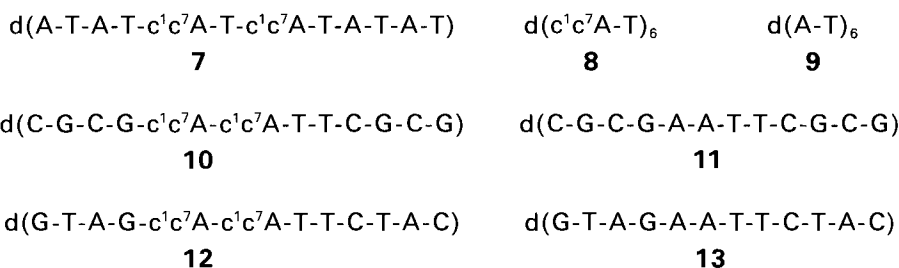 d(A-T-A-T-c¹c⁷A-T-c¹c⁷A-T-A-T-A-T) d(c¹c⁷A-T)₆ d(A-T)₆
7 8 9
d(C-G-C-G-c¹c⁷A-c¹c⁷A-T-T-C-G-C-G) d(C-G-C-G-A-A-T-T-C-G-C-G)
10 11
d(G-T-A-G-c¹c⁷A-c¹c⁷A-T-T-C-T-A-C) d(G-T-A-G-A-A-T-T-C-T-A-C)
12 13